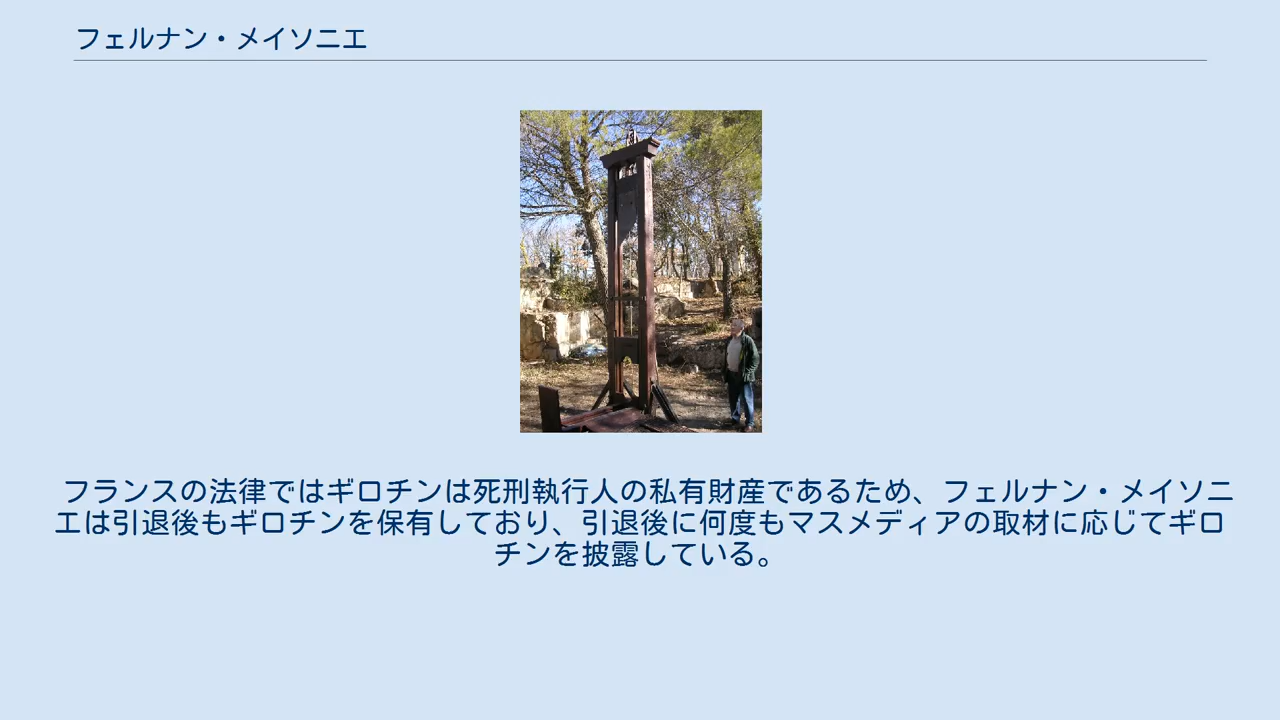 フェルナン・メイソニエ
フランスの法律ではギロチンは死刑執行人の私有財産であるため、フェルナン・メイソニ
エは引退後もギロチンを保有しており、引退後に何度もマスメディアの取材に応じてギロ
チンを披露している。